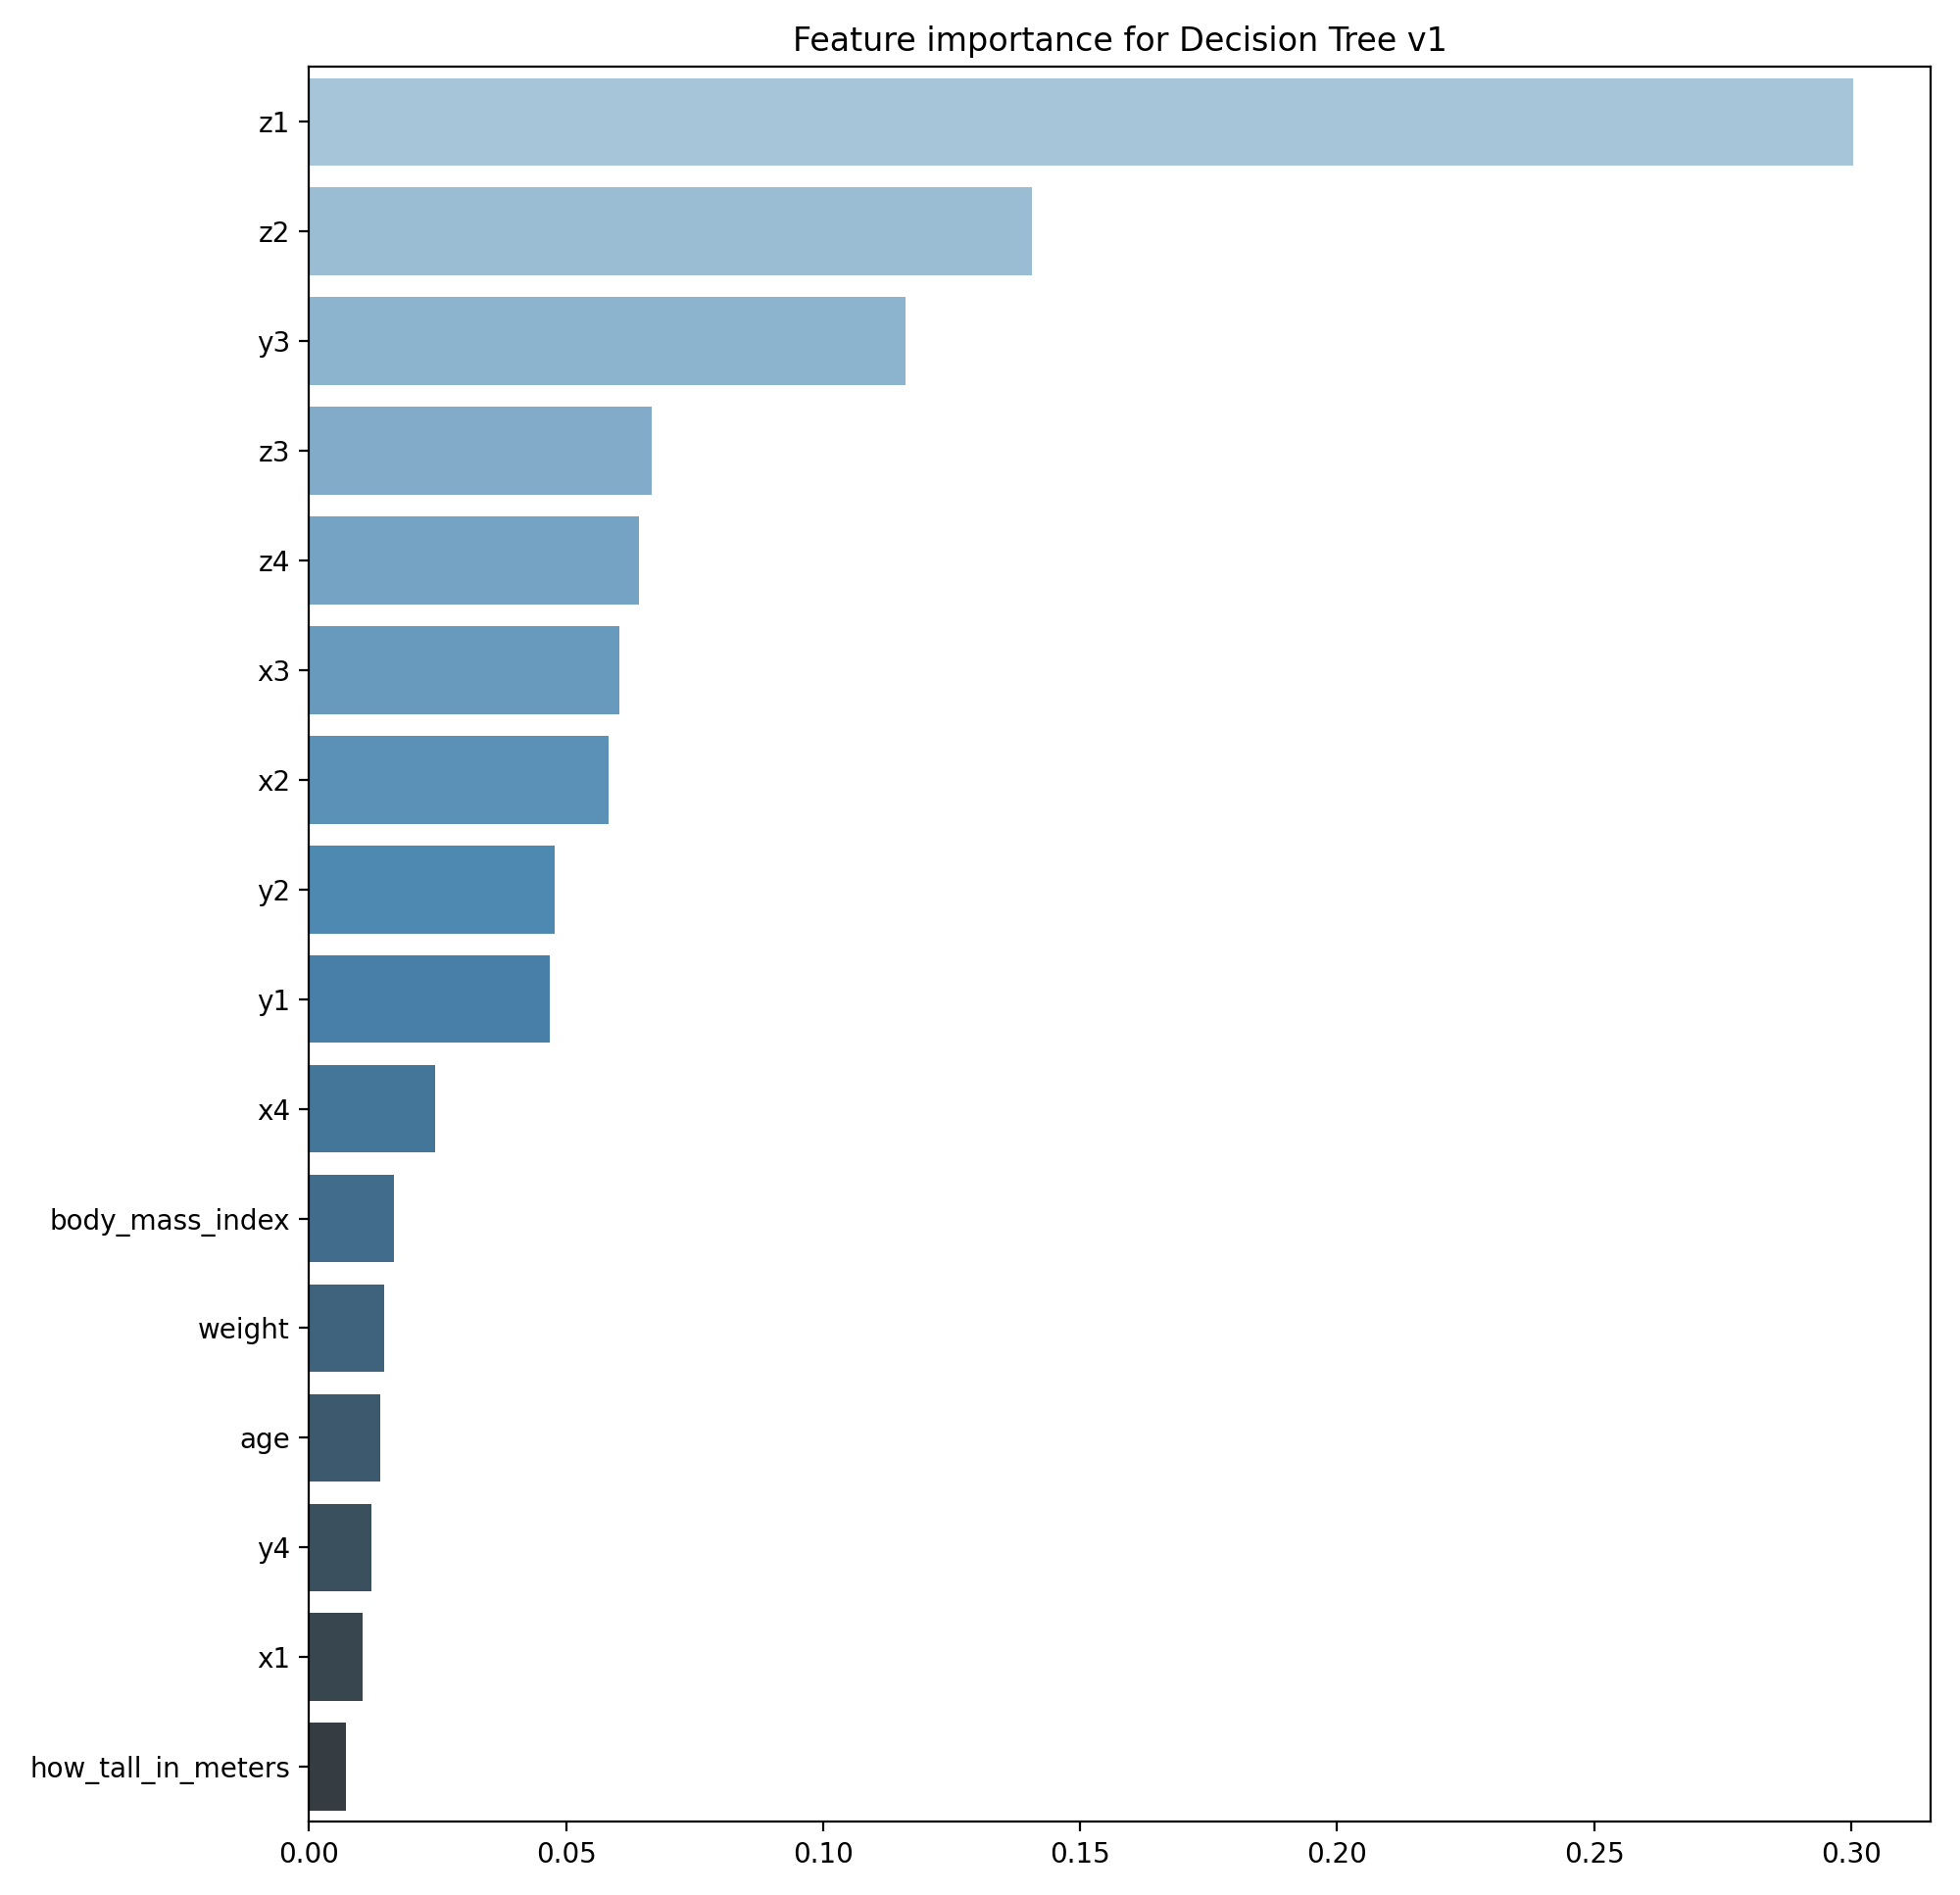 Feature importance for Decision Tree v1
z1
z2
y3
z3
z4
x3
x2
y2
y1
x4
body_mass_index
weight
age
y4
x1
how_tall_in_meters
0.00 0.05 0.10 0.15 0.20 0.25 0.30